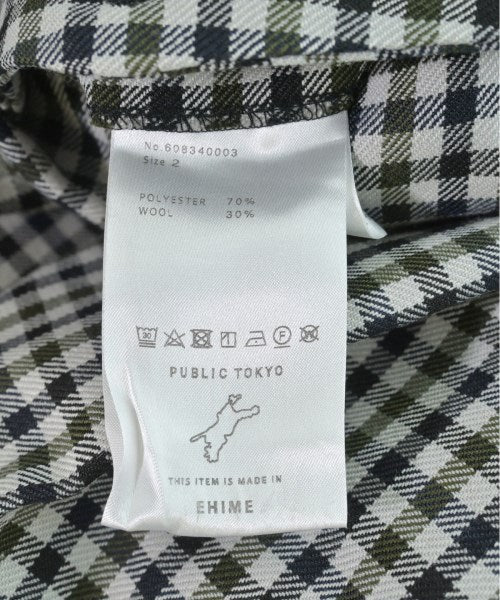 No.608340003
Size 2
POLYESTER 70%
WOOL 30%
PUBLIC TOKYO
THIS ITEM IS MADE IN
EHIME